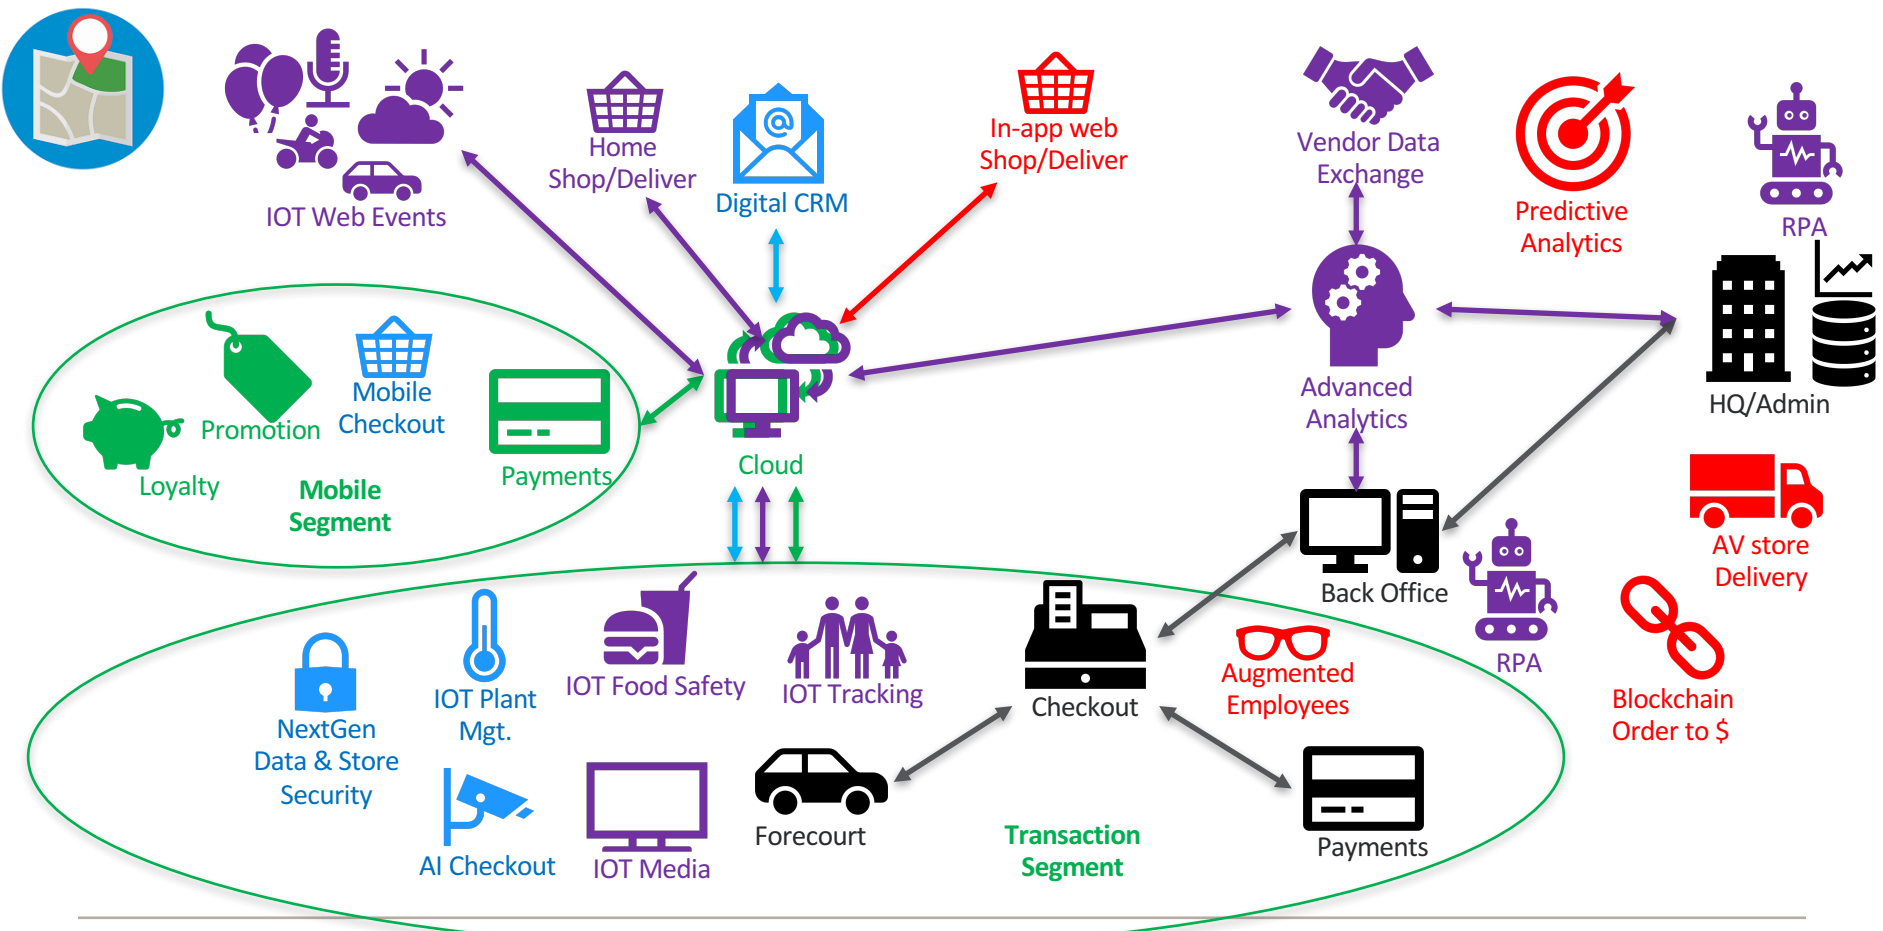 IOT Web Events
Home
Shop/Deliver
@
Digital CRM
In-app web
Shop/Deliver
Vendor Data
Exchange
Predictive
Analytics
RPA
Promotion
Loyalty
Mobile
Checkout
Payments
Mobile
Segment
Cloud
Advanced
Analytics
HQ/Admin
Back Office
RPA
AV store
Delivery
Blockchain
Order to $
NextGen
Data & Store
Security
IOT Plant
Mgt.
IOT Food Safety
IOT Tracking
Checkout
Augmented
Employees
AI Checkout
IOT Media
Forecourt
Transaction
Segment
Payments